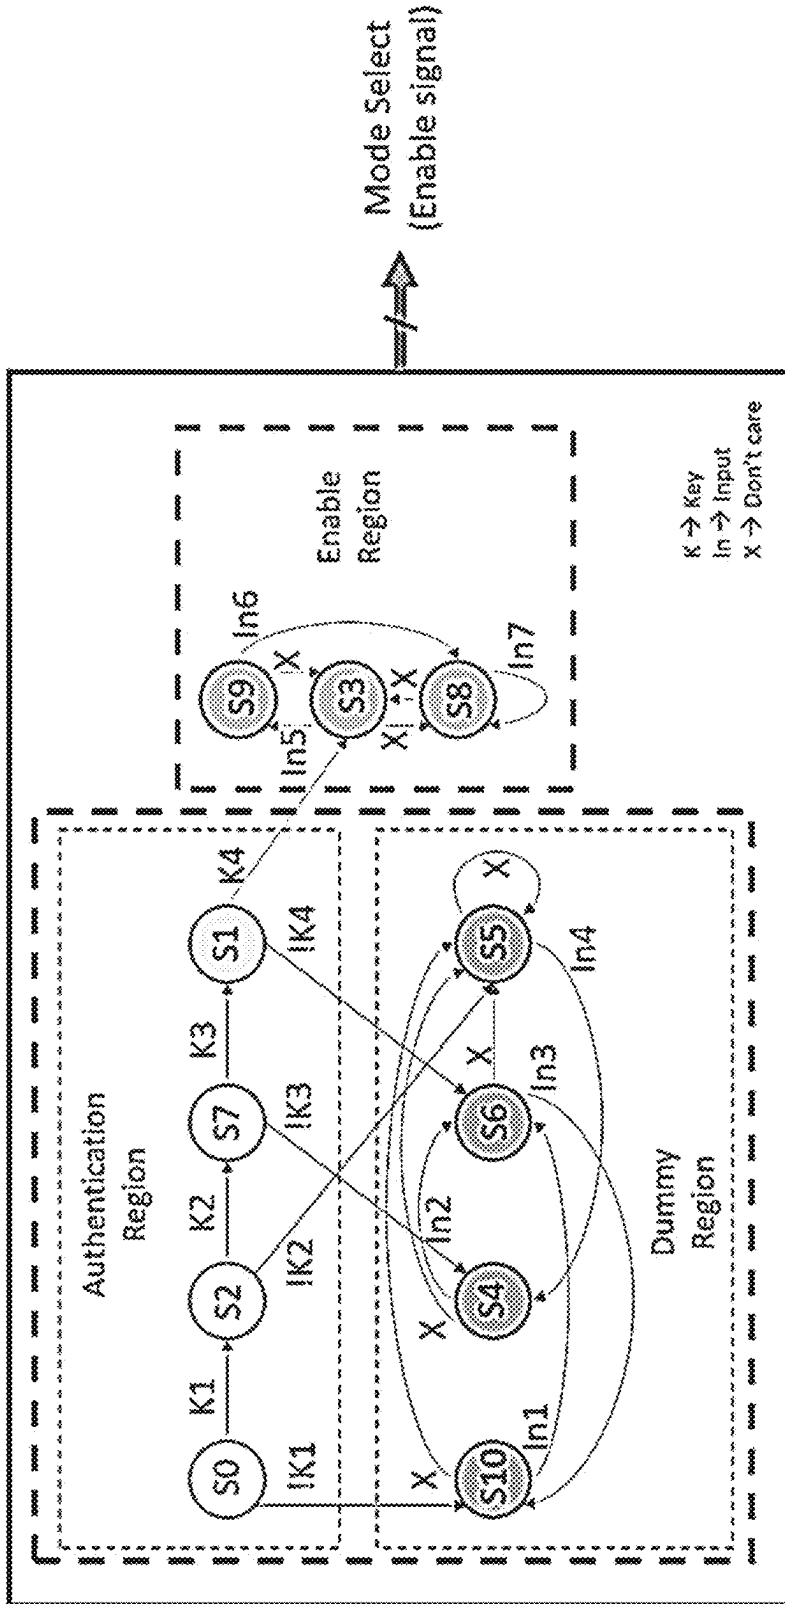 Authentication
Region
S0
K1
S2
K2
S7
K3
S1
K4
!K1
!K2
!K3
!K4
S10
X
In1
S4
X
In2
S6
X
In3
S5
X
In4
Dummy
Region
S9
In5
X
In6
S3
X
X
S8
In7
Enable
Region
K → Key
In → Input
X → Don't care
Mode Select
(Enable signal)